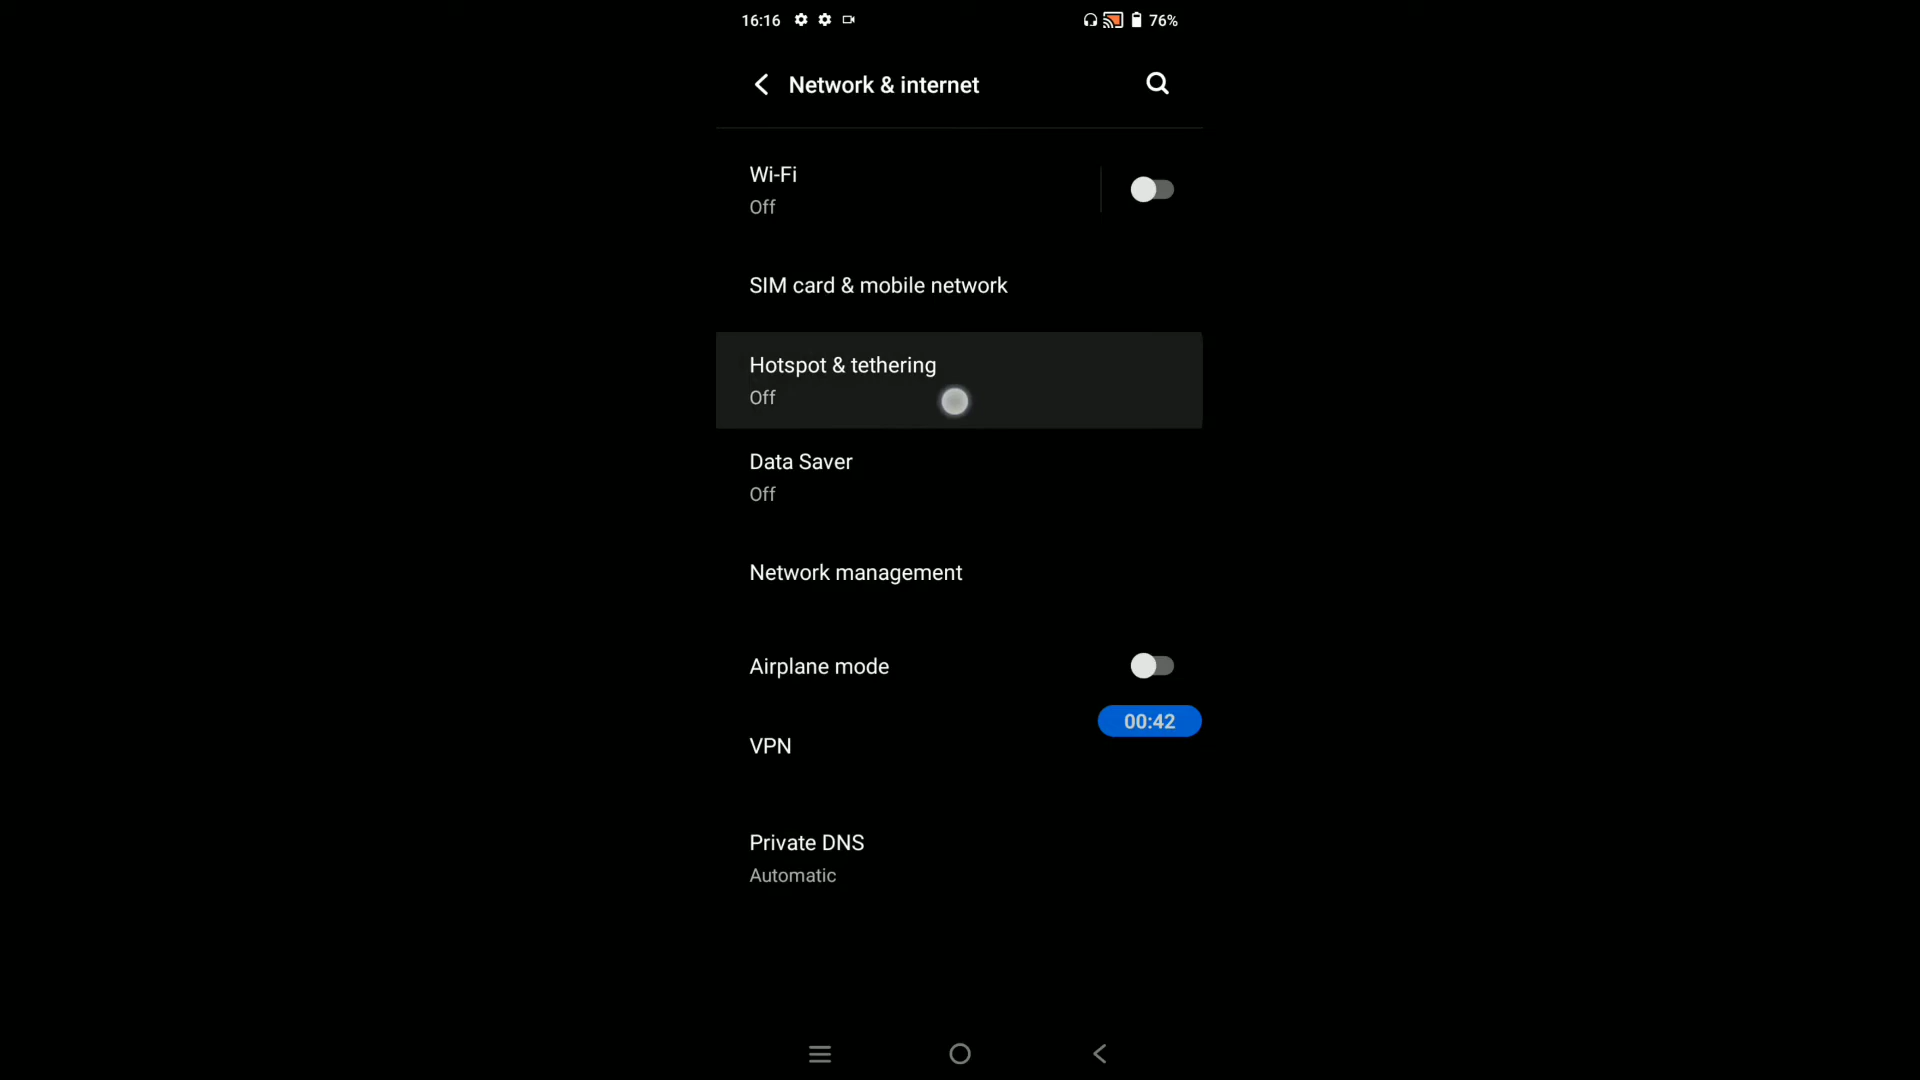 16:16 76%
Network & internet
Wi-Fi
Off
SIM card & mobile network
Hotspot & tethering
Off
Data Saver
Off
Network management
Airplane mode
00:42
VPN
Private DNS
Automatic